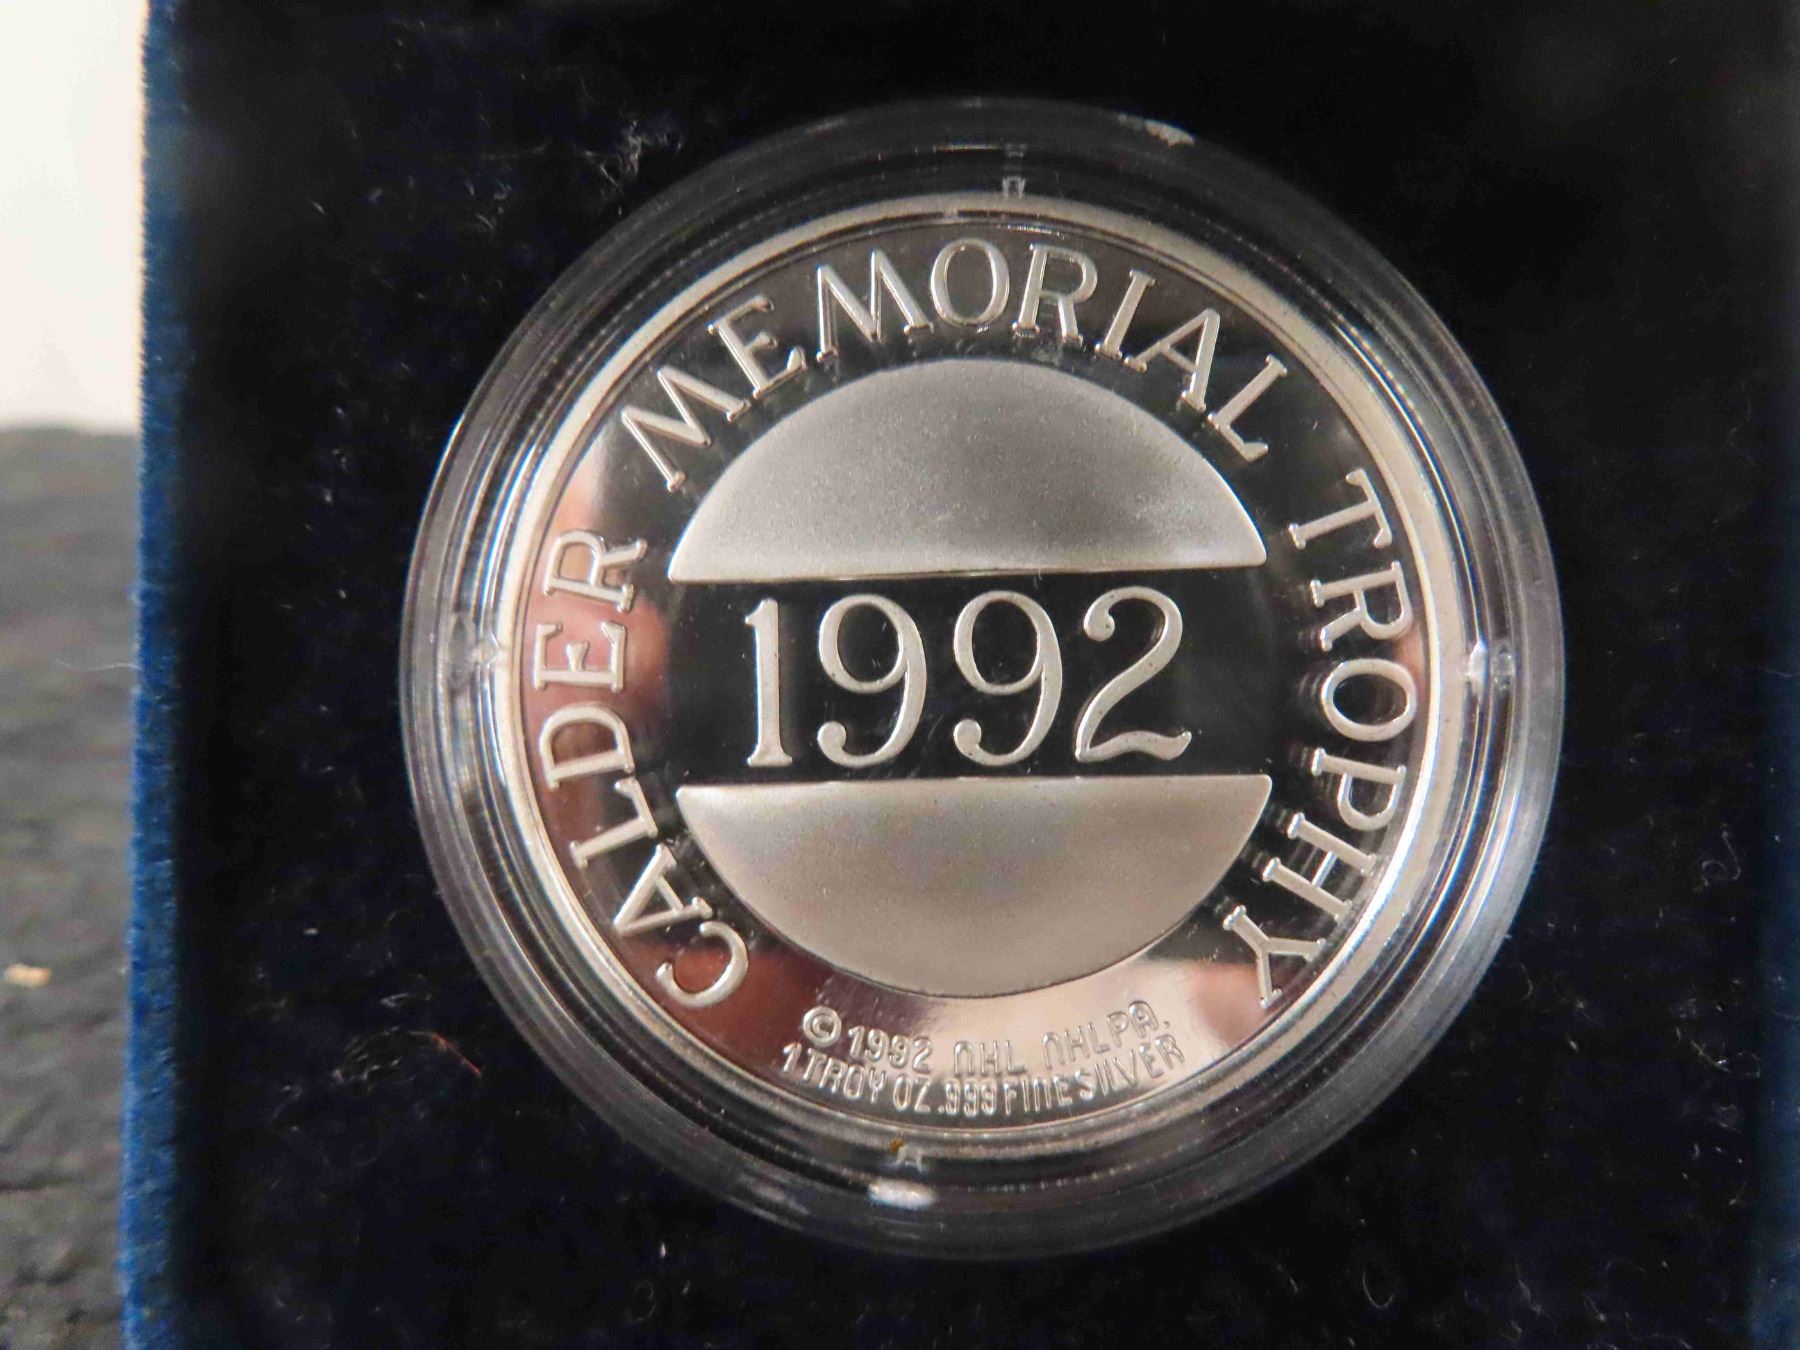 CALDER MEMORIAL TROPHY
1992
© 1992 NHL NHLPA.
1 TROY OZ .999 FINE SILVER